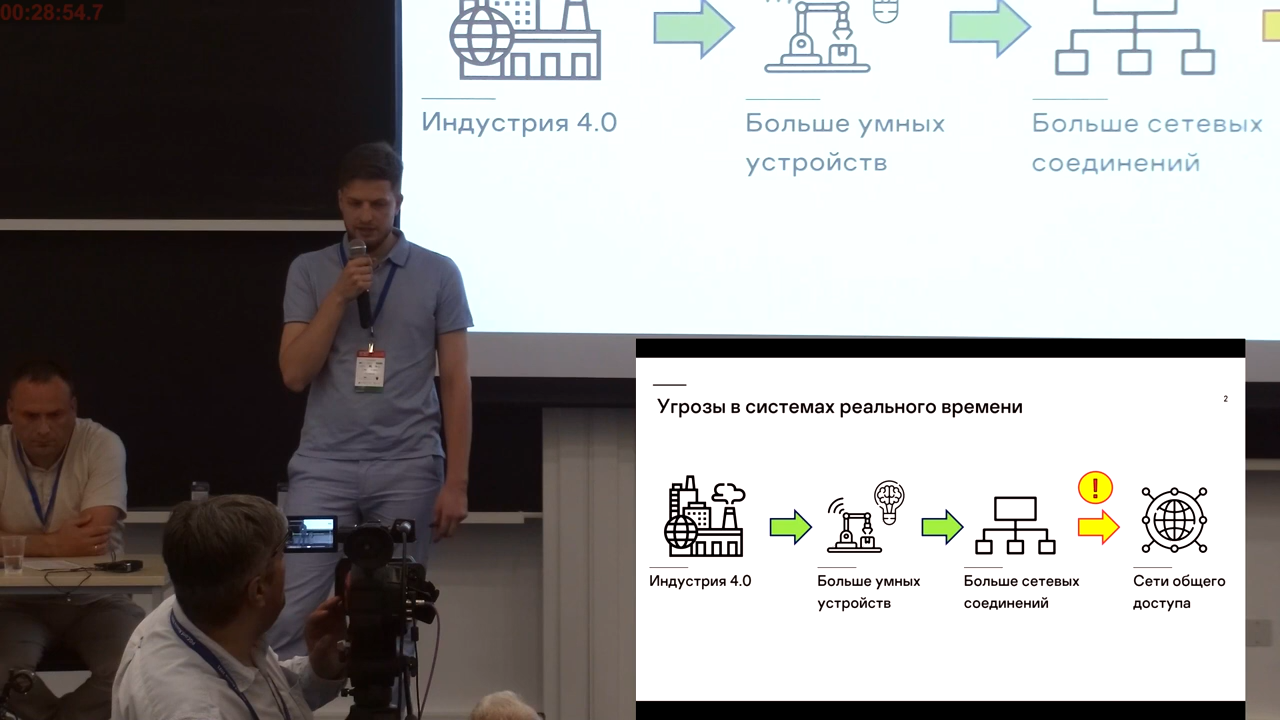 00:28:54.7
Индустрия 4.0
Больше умных
устройств
Больше сетевых
соединений
Угрозы в системах реального времени
2
!
Индустрия 4.0
Больше умных
устройств
Больше сетевых
соединений
Сети общего
доступа